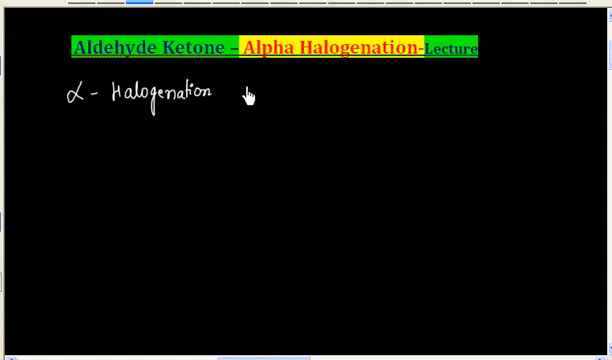 Aldehyde Ketone – Alpha Halogenation-Lecture
α - Halogenation